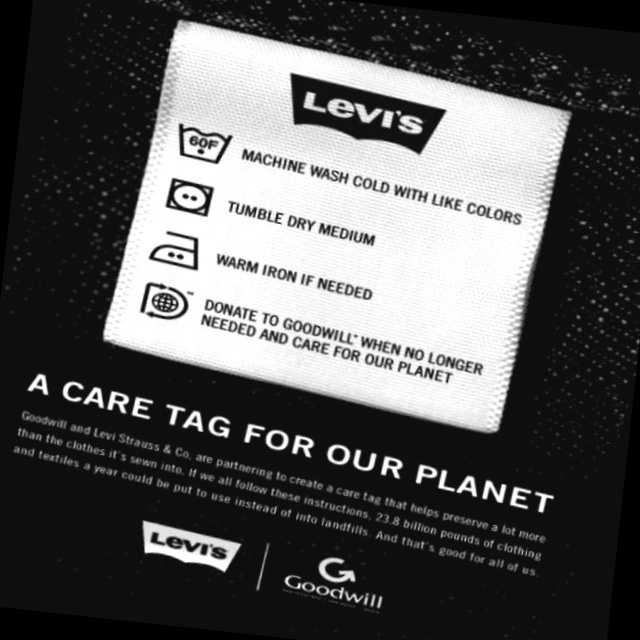 Levi's
60F
MACHINE WASH COLD WITH LIKE COLORS
TUMBLE DRY MEDIUM
WARM IRON IF NEEDED
™
DONATE TO GOODWILL® WHEN NO LONGER
NEEDED AND CARE FOR OUR PLANET
A CARE TAG FOR OUR PLANET
Goodwill and Levi Strauss & Co. are partnering to create a care tag that helps preserve a lot more
than the clothes it's sewn into. If we all follow these instructions, 23.8 billion pounds of clothing
and textiles a year could be put to use instead of into landfills. And that's good for all of us.
Levi's
Goodwill